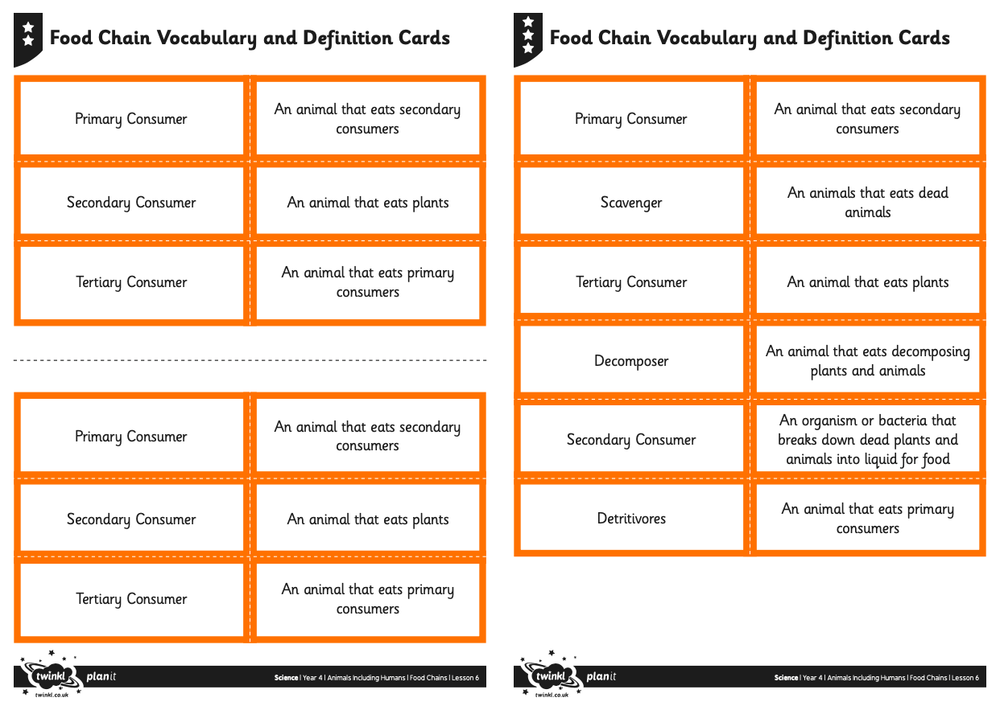 Food Chain Vocabulary and Definition Cards
Primary Consumer
An animal that eats secondary
consumers
Secondary Consumer
An animal that eats plants
Tertiary Consumer
An animal that eats primary
consumers
Primary Consumer
An animal that eats secondary
consumers
Secondary Consumer
An animal that eats plants
Tertiary Consumer
An animal that eats primary
consumers
twinkl
planit
twinkl.co.uk
Science | Year 4 | Animals Including Humans | Food Chains | Lesson 6
Food Chain Vocabulary and Definition Cards
Primary Consumer
An animal that eats secondary
consumers
Scavenger
An animals that eats dead
animals
Tertiary Consumer
An animal that eats plants
Decomposer
An animal that eats decomposing
plants and animals
Secondary Consumer
An organism or bacteria that
breaks down dead plants and
animals into liquid for food
Detritivores
An animal that eats primary
consumers
twinkl
planit
twinkl.co.uk
Science | Year 4 | Animals Including Humans | Food Chains | Lesson 6